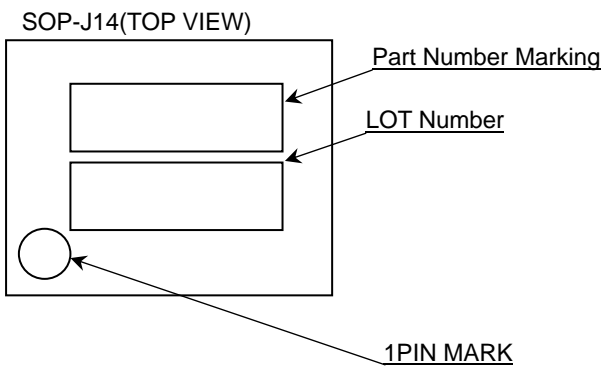 SOP-J14(TOP VIEW)
Part Number Marking
LOT Number
1PIN MARK